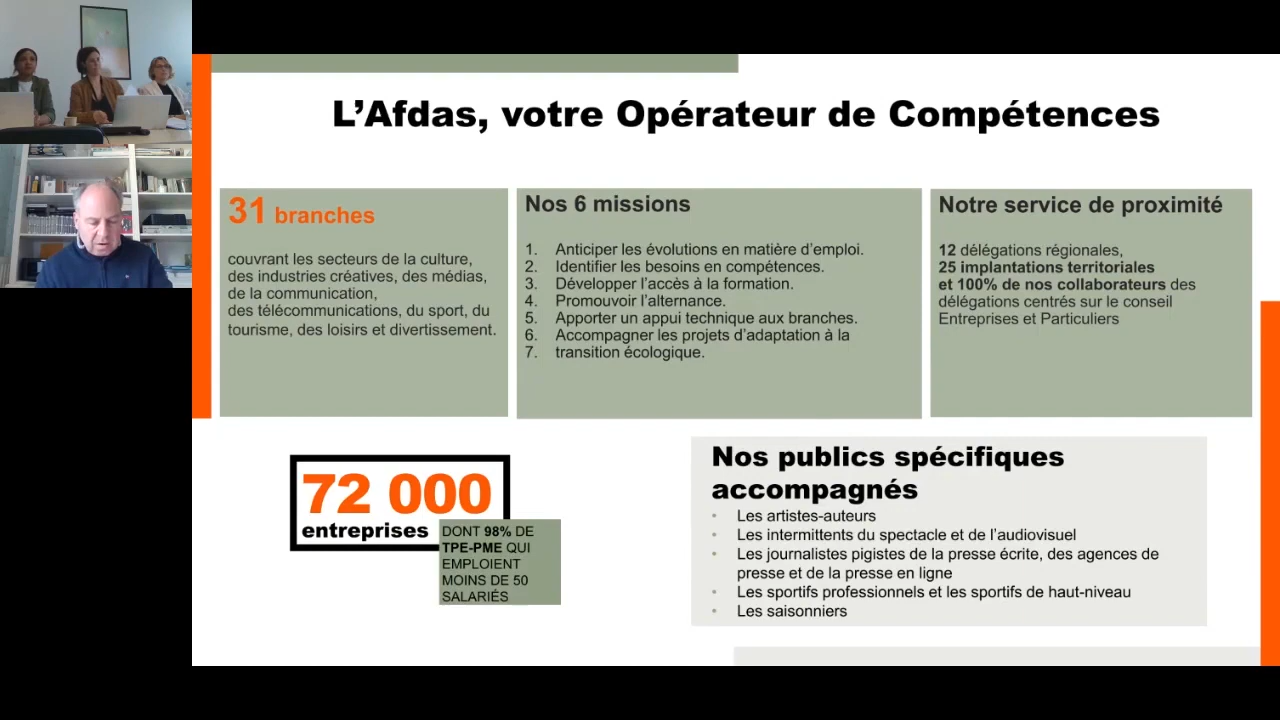 L’Afdas, votre Opérateur de Compétences
31 branches
couvrant les secteurs de la culture,
des industries créatives, des médias,
de la communication,
des télécommunications, du sport, du
tourisme, des loisirs et divertissement.
Nos 6 missions
1. Anticiper les évolutions en matière d’emploi.
2. Identifier les besoins en compétences.
3. Développer l’accès à la formation.
4. Promouvoir l’alternance.
5. Apporter un appui technique aux branches.
6. Accompagner les projets d’adaptation à la
7. transition écologique.
Notre service de proximité
12 délégations régionales,
25 implantations territoriales
et 100% de nos collaborateurs des
délégations centrés sur le conseil
Entreprises et Particuliers
72 000
entreprises
DONT 98% DE
TPE-PME QUI
EMPLOIENT
MOINS DE 50
SALARIÉS
Nos publics spécifiques
accompagnés
• Les artistes-auteurs
• Les intermittents du spectacle et de l’audiovisuel
• Les journalistes pigistes de la presse écrite, des agences de
presse et de la presse en ligne
• Les sportifs professionnels et les sportifs de haut-niveau
• Les saisonniers